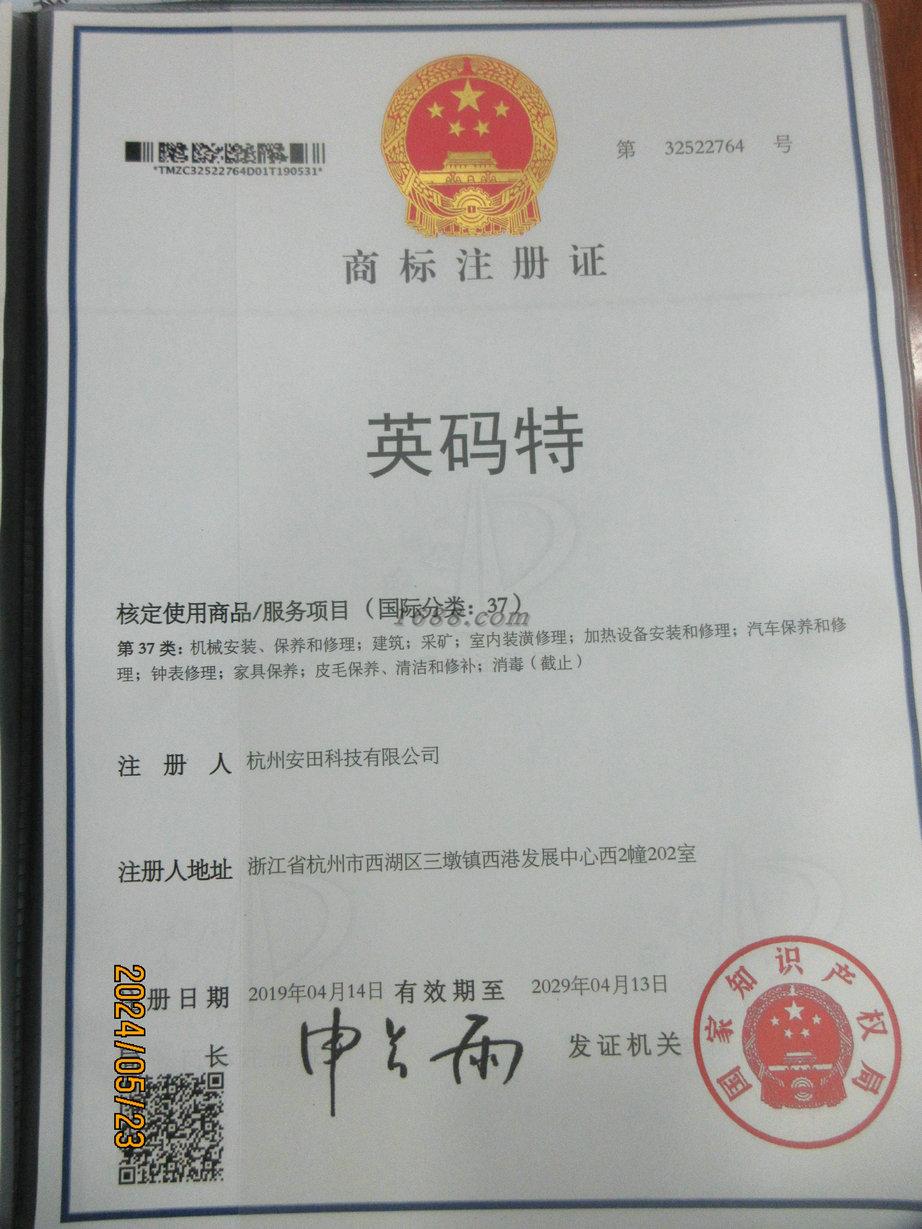 第 32522764 号
*TMZC32522764D01T190531*
商标注册证
英码特
核定使用商品/服务项目（国际分类：37）
1688.com
第 37 类：机械安装、保养和修理；建筑；采矿；室内装潢修理；加热设备安装和修理；汽车保养和修
理；钟表修理；家具保养；皮毛保养、清洁和修补；消毒（截止）
注 册 人 杭州安田科技有限公司
注册人地址 浙江省杭州市西湖区三墩镇西港发展中心西2幢202室
册日期 2019年04月14日 有效期至 2029年04月13日
长 申长雨 发证机关
国家知识产权局
2024/05/23